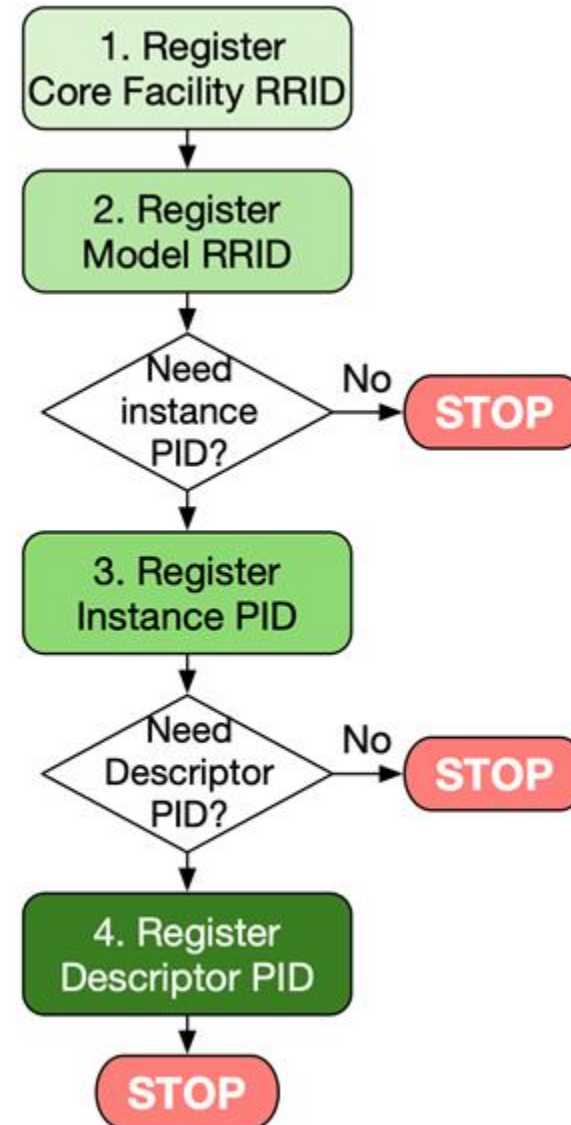 1. Register
Core Facility RRID
2. Register
Model RRID
Need
instance
PID?
No
STOP
3. Register
Instance PID
Need
Descriptor
PID?
No
STOP
4. Register
Descriptor PID
STOP